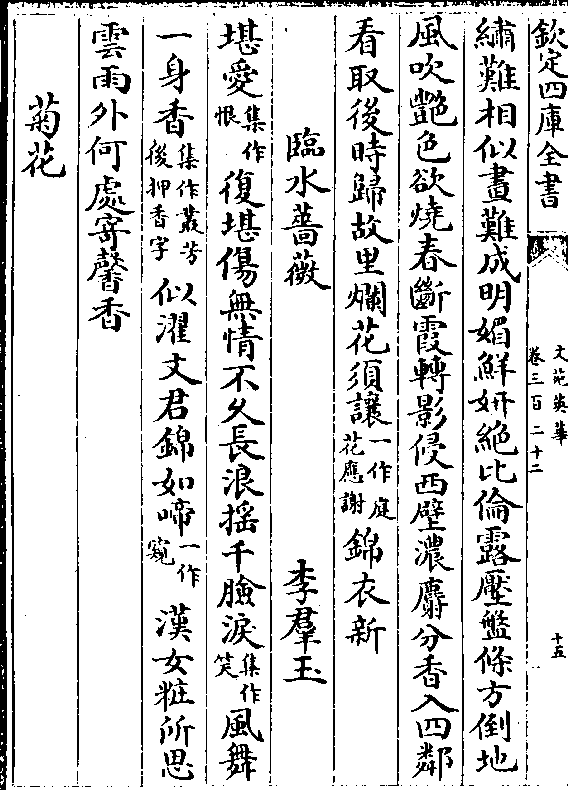 欽定四庫全書
文苑英華
卷三百二十二
十五
繡難相似畫難成明媚鮮妍絶比倫露壓盤條方倒地
風吹艷色欲燒春斷霞轉影侵西壁濃麝分香入四鄰
看取後時歸故里爛花須讓一作庭花應謝錦衣新
臨水薔薇 李羣玉
堪愛集作恨復堪傷無情不久長浪搖千臉淚集作笑風舞
一身香集作叢芳後押香字似濯文君錦如啼一作窺漢女粧所思
雲雨外何處寄馨香
菊花